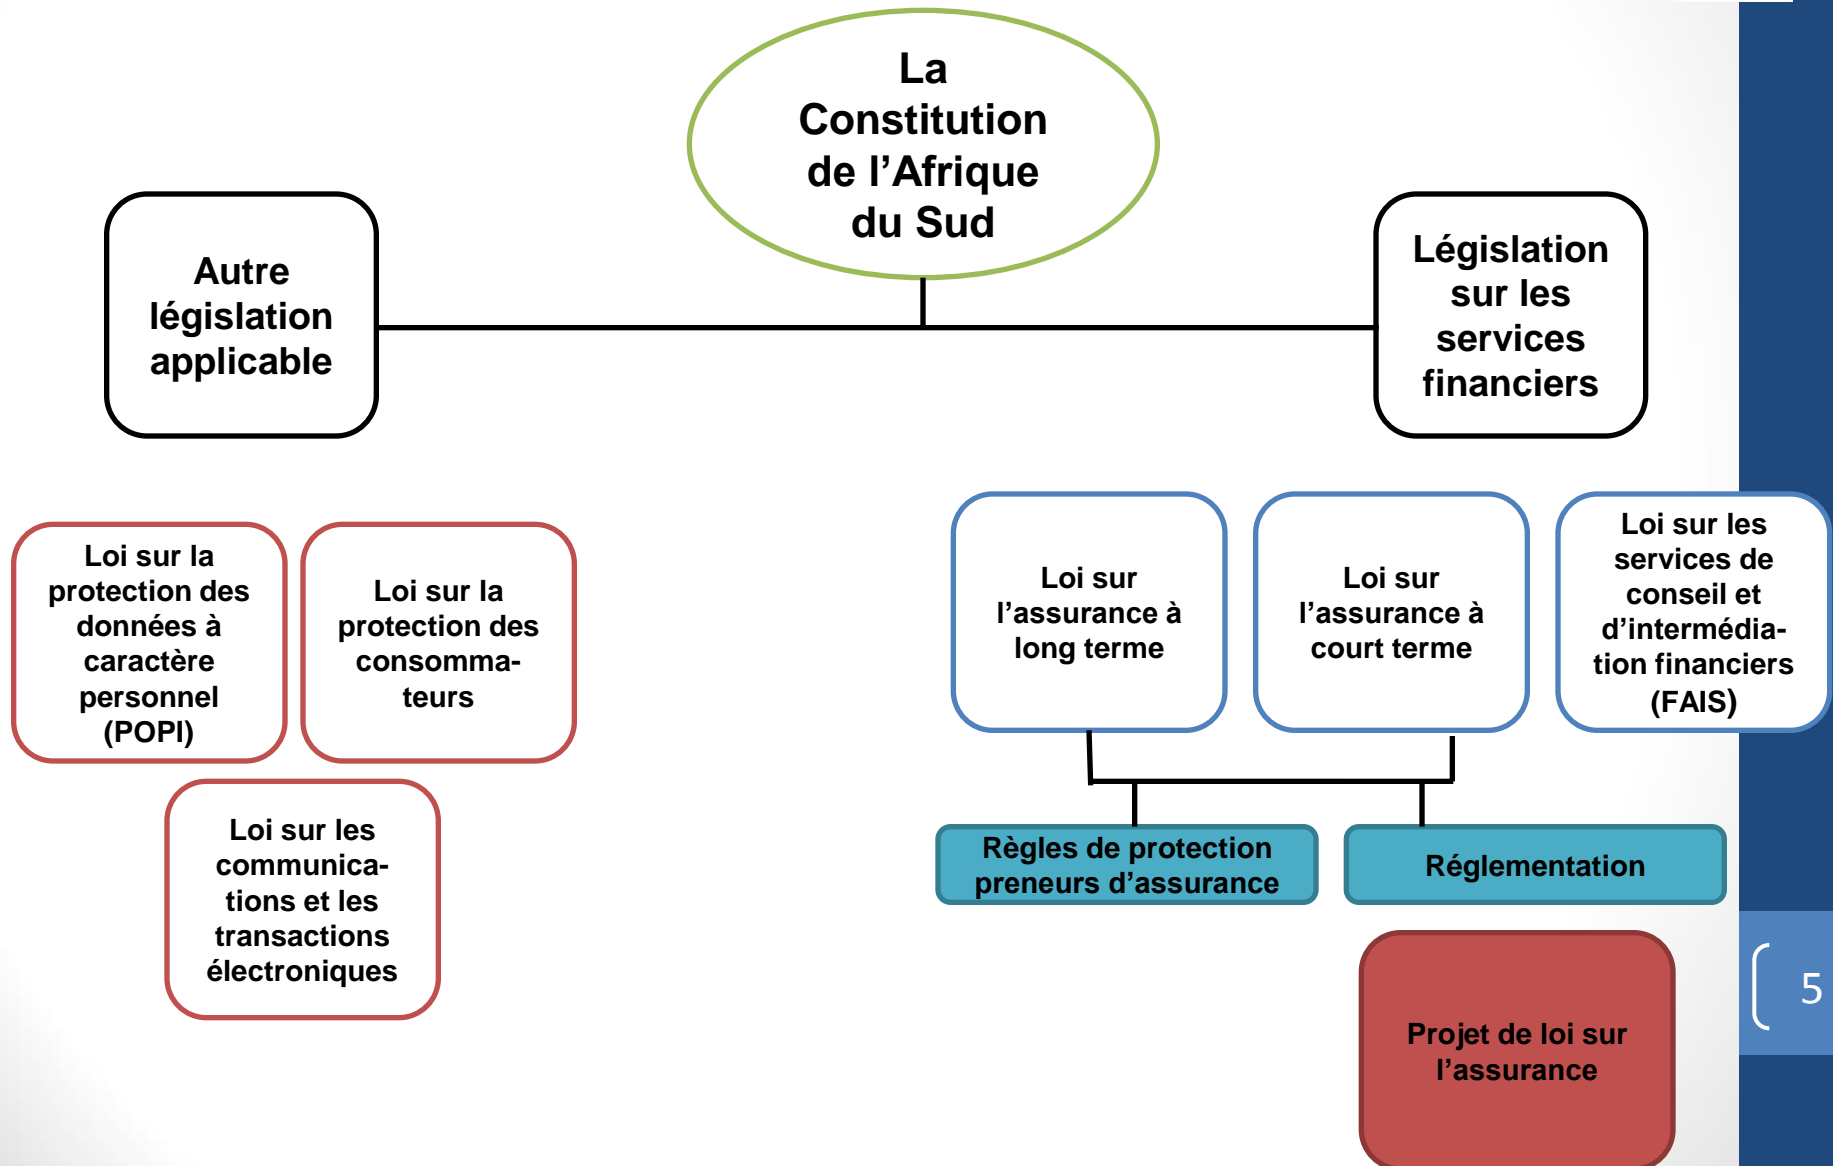 La
Constitution
de l’Afrique
du Sud
Autre
législation
applicable
Législation
sur les
services
financiers
Loi sur la
protection des
données à
caractère
personnel
(POPI)
Loi sur la
protection des
consomma-
teurs
Loi sur les
communica-
tions et les
transactions
électroniques
Loi sur
l’assurance à
long terme
Loi sur
l’assurance à
court terme
Loi sur les
services de
conseil et
d’intermédia-
tion financiers
(FAIS)
Règles de protection
preneurs d’assurance
Réglementation
Projet de loi sur
l’assurance
5